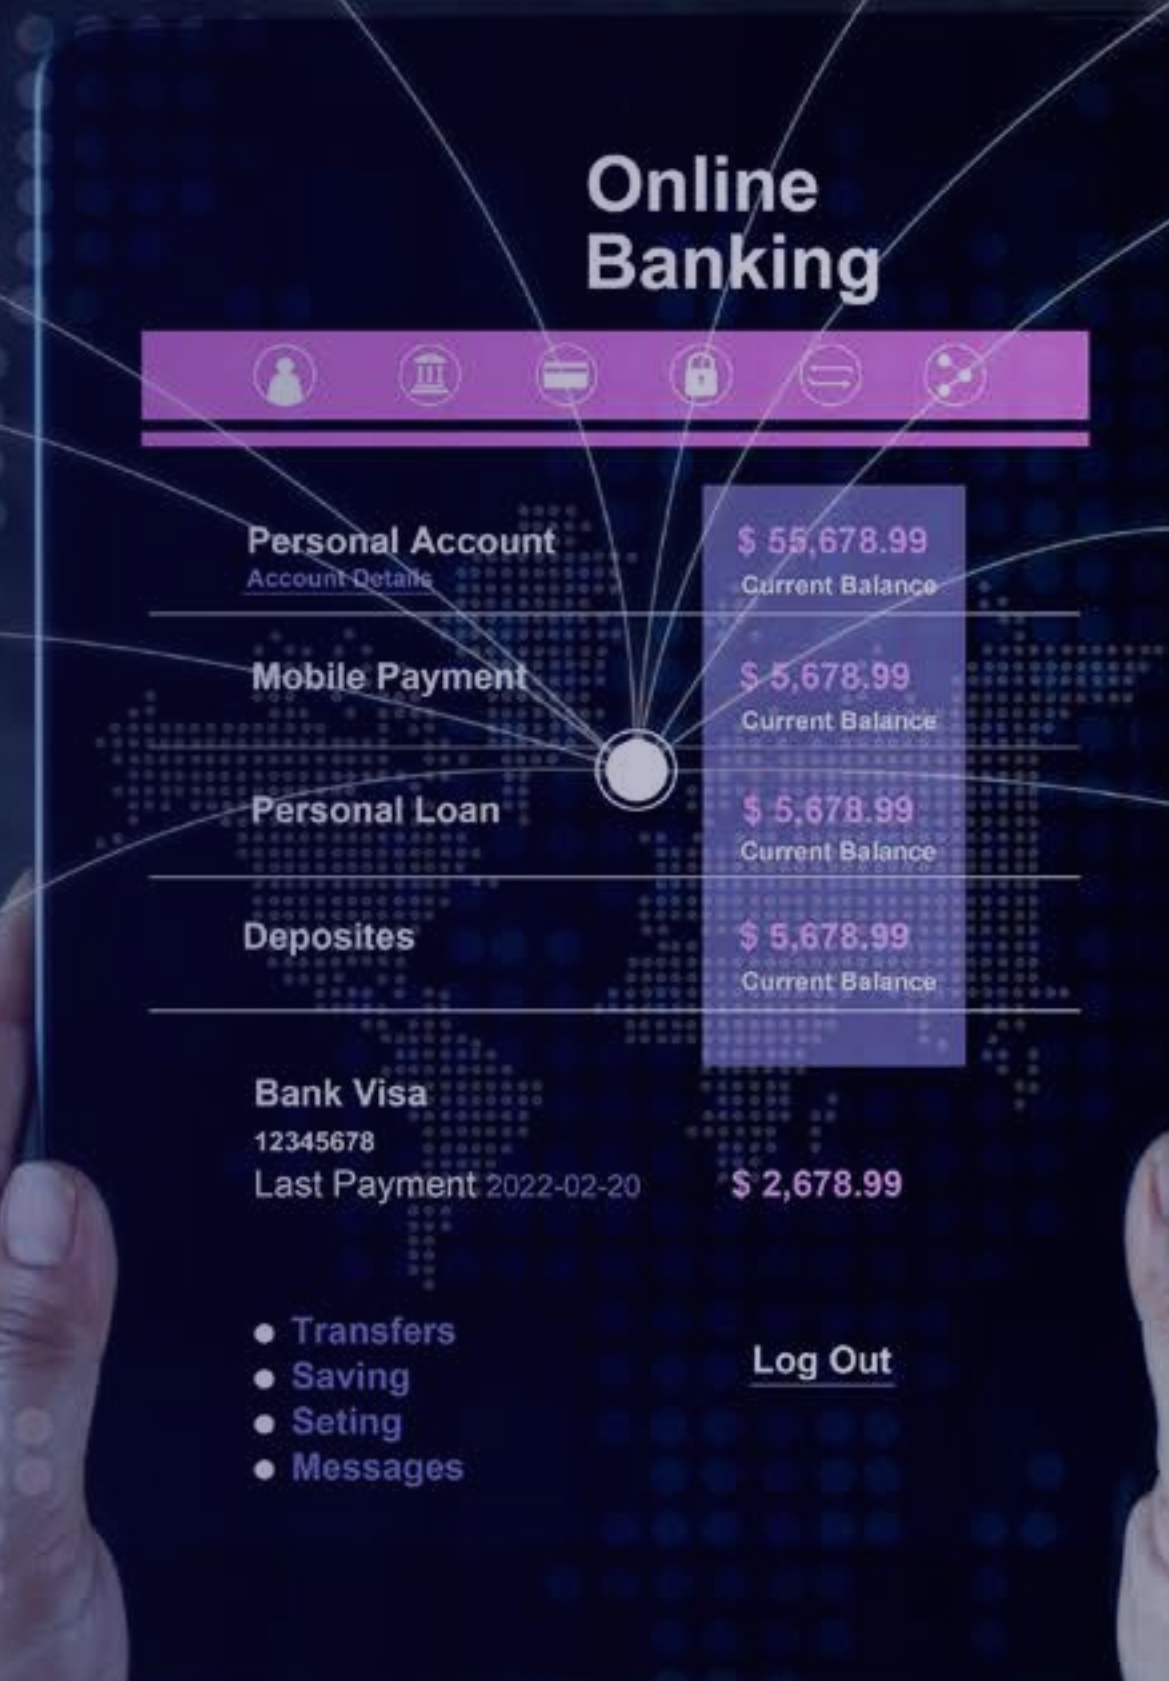 Online
Banking
Personal Account
$ 55,678.99
Account Details
Current Balance
Mobile Payment
$ 5,678.99
Current Balance
Personal Loan
$ 5,678.99
Current Balance
Deposites
$ 5,678.99
Current Balance
Bank Visa
12345678
Last Payment 2022-02-20
$ 2,678.99
Transfers
Saving
Seting
Messages
Log Out